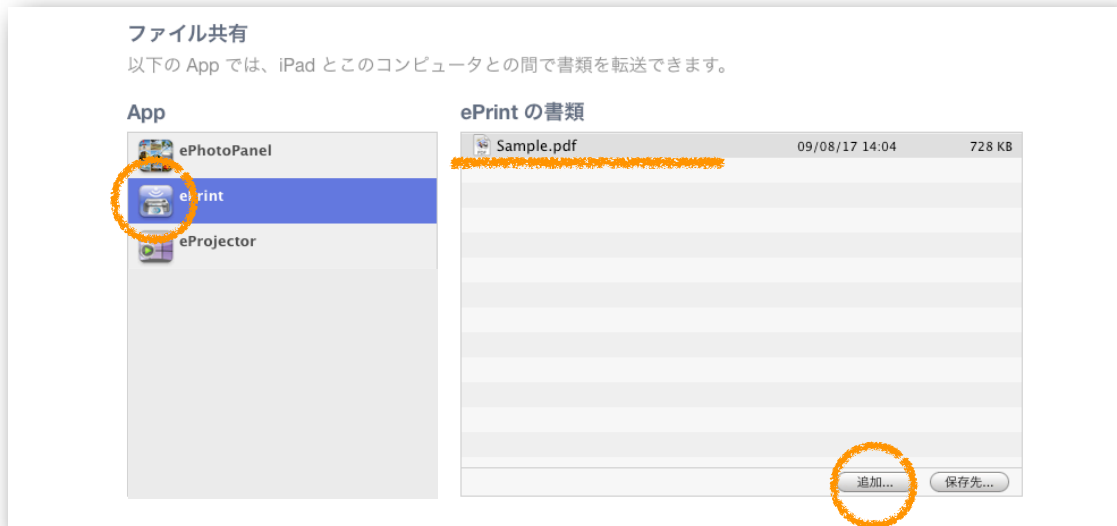 ファイル共有
以下の App では、iPad とこのコンピュータとの間で書類を転送できます。
App
ePhotoPanel
ePrint
eProjector
ePrint の書類
Sample.pdf 09/08/17 14:04 728 KB
追加... 保存先...